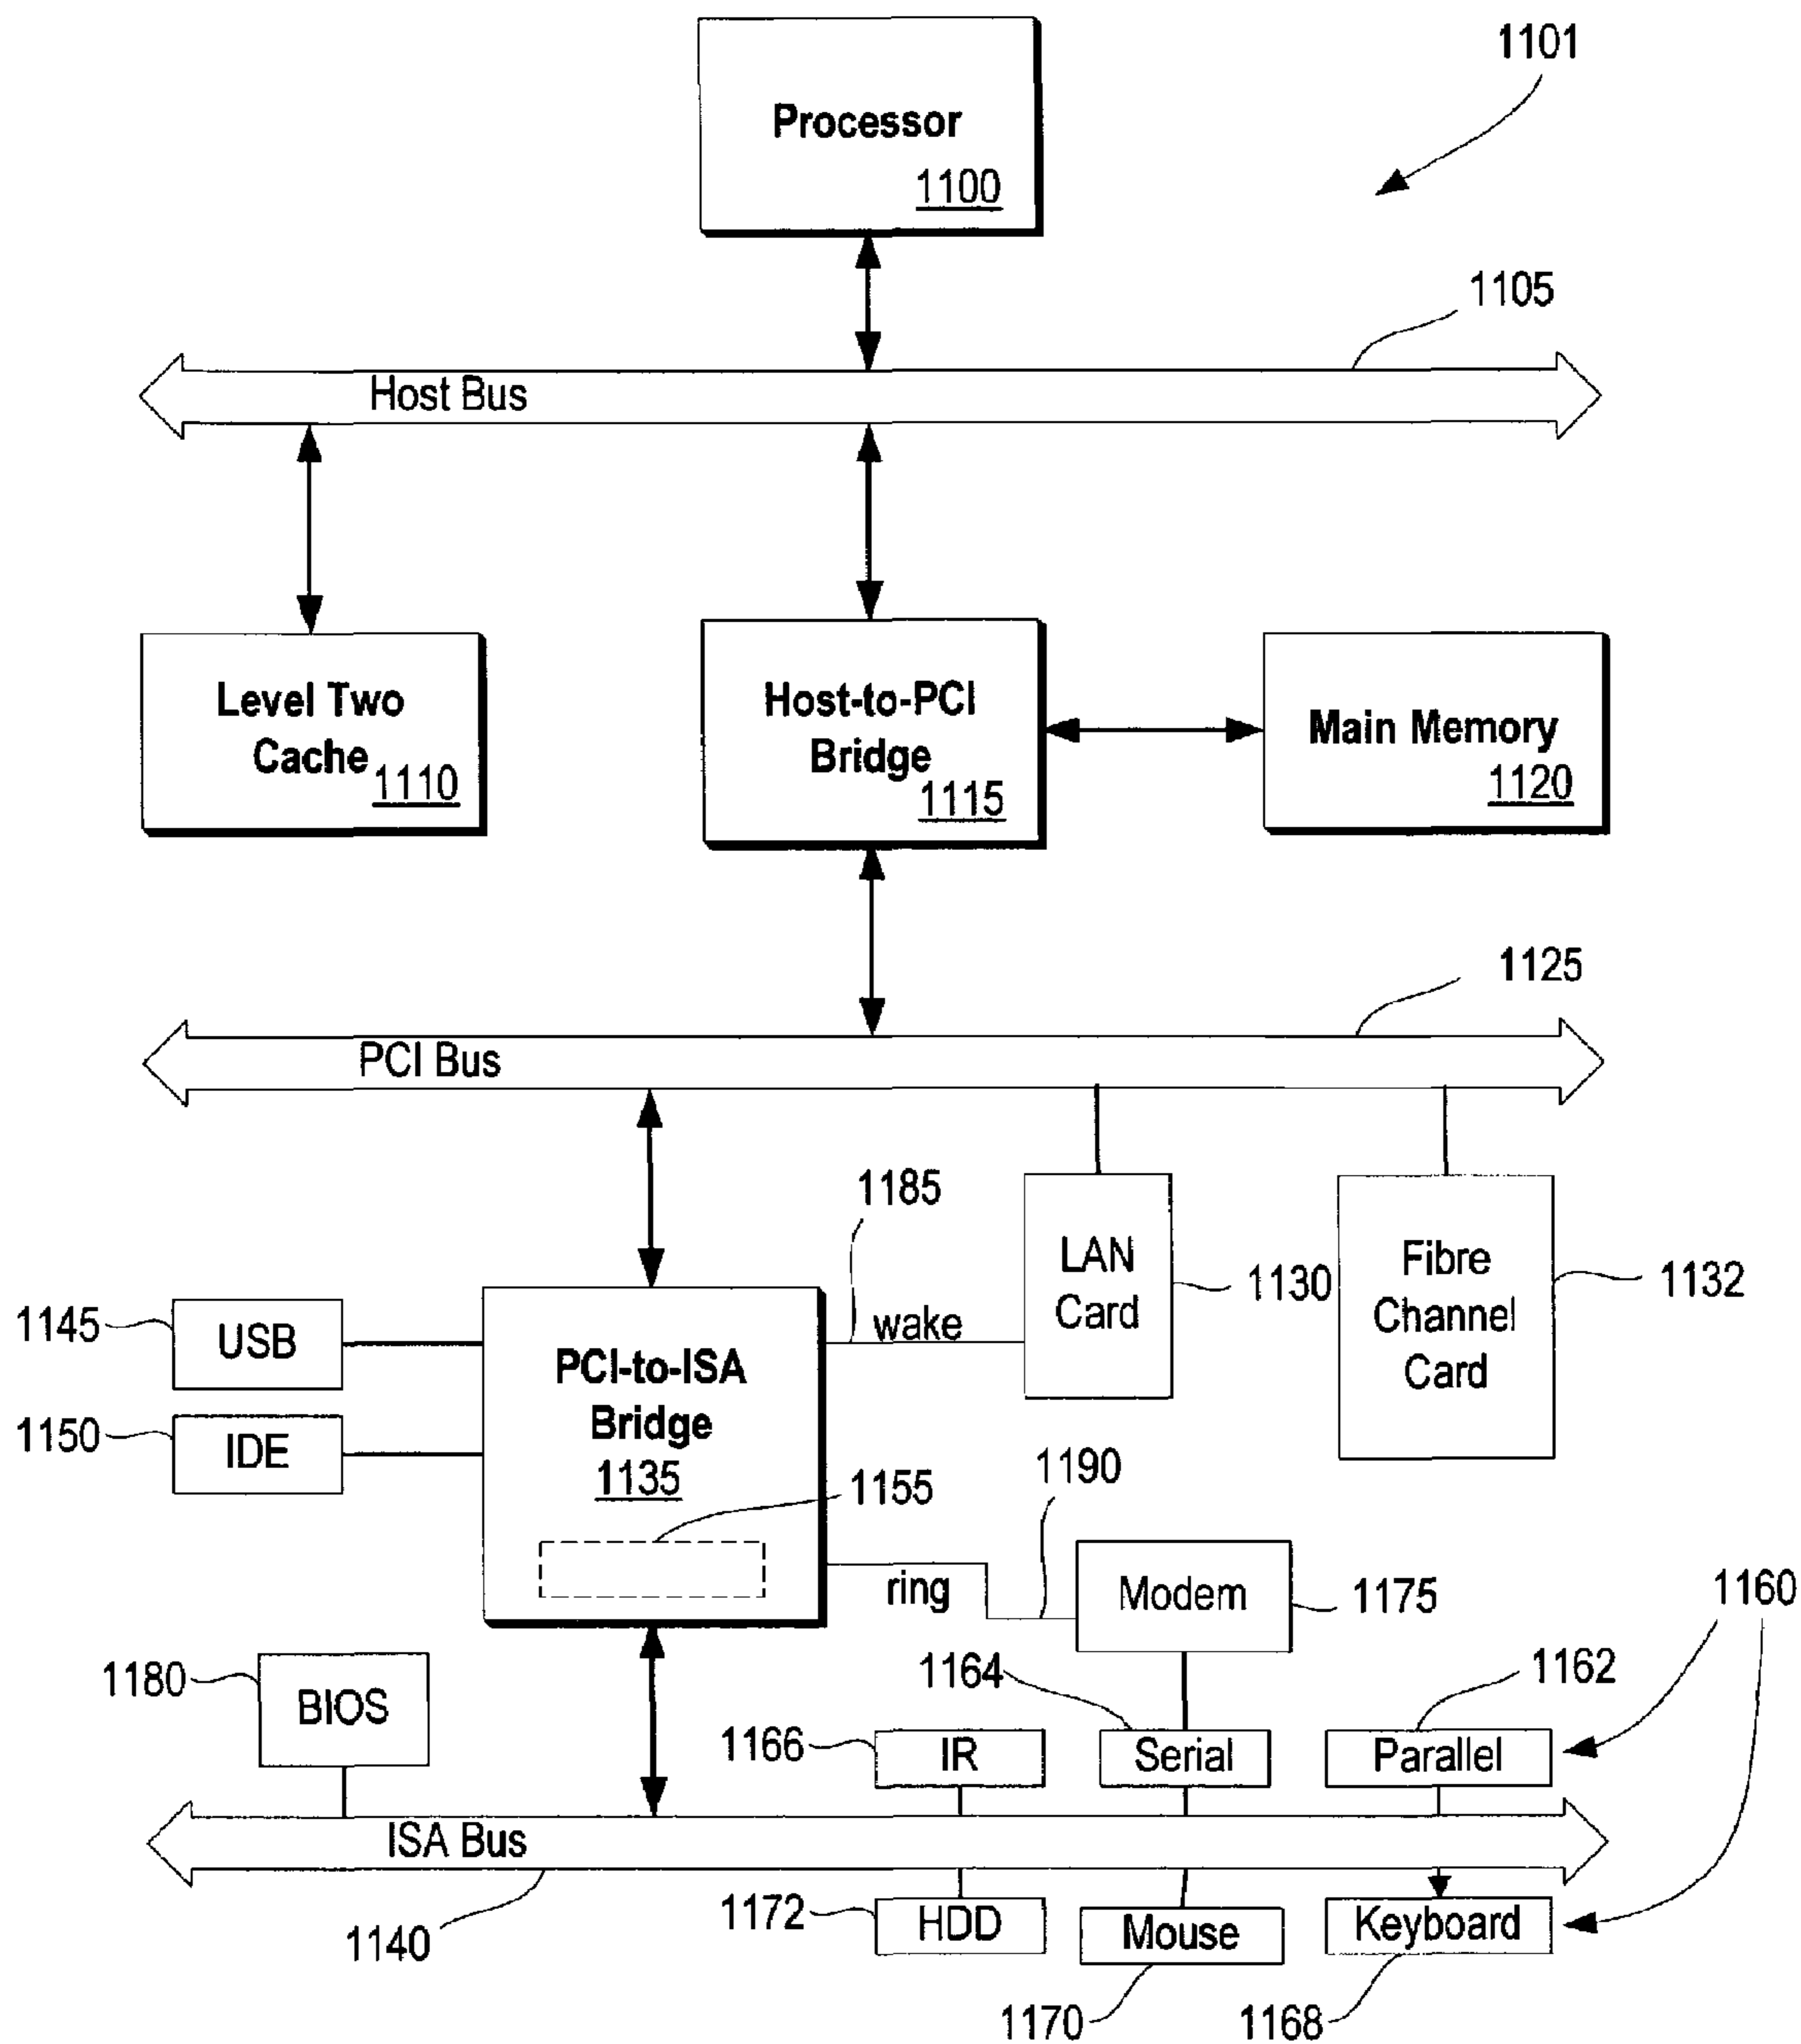 1101
Processor
1100
1105
Host Bus
Level Two
Cache
1110
Host-to-PCI
Bridge
1115
Main Memory
1120
1125
PCI Bus
1185
wake
LAN
Card
1130
Fibre
Channel
Card
1132
1145
USB
1150
IDE
PCI-to-ISA
Bridge
1135
1155
1190
ring
Modem
1175
1160
1180
BIOS
1164
1162
1166
IR
Serial
Parallel
ISA Bus
1140
1172
HDD
Mouse
Keyboard
1170
1168